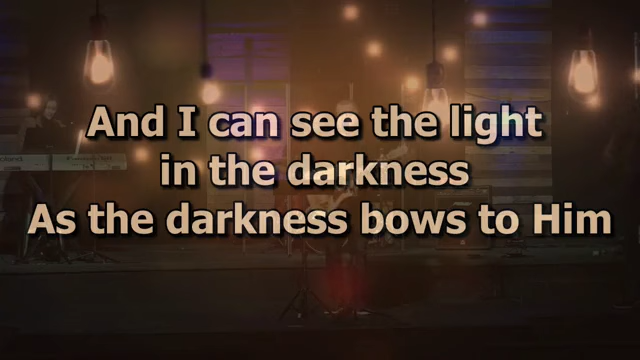 And I can see the light
in the darkness
As the darkness bows to Him